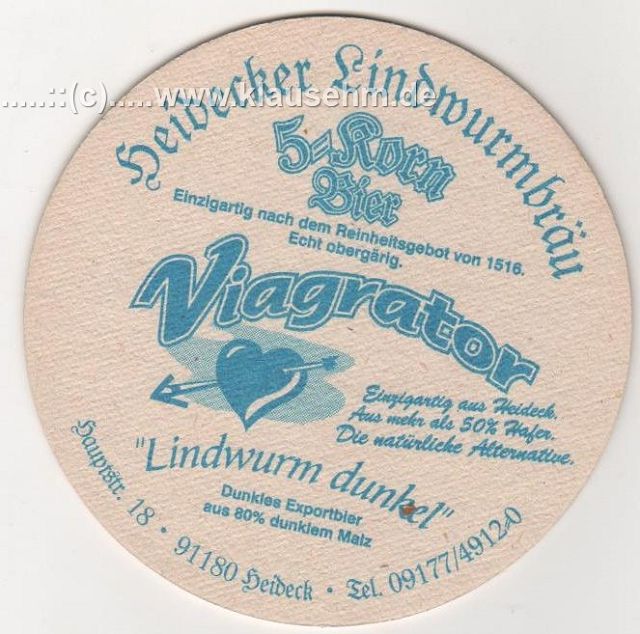 Heidecker Lindwurmbräu
......::(c).....www.klausehm.de
5-Korn
Bier
Einzigartig nach dem Reinheitsgebot von 1516.
Echt obergärig.
Viagrator
Einzigartig aus Heideck.
Aus mehr als 50% Hafer.
Die natürliche Alternative.
"Lindwurm dunkel"
Dunkles Exportbier
aus 80% dunklem Malz
Hauptstr. 18 · 91180 Heideck · Tel. 09177/4912-0